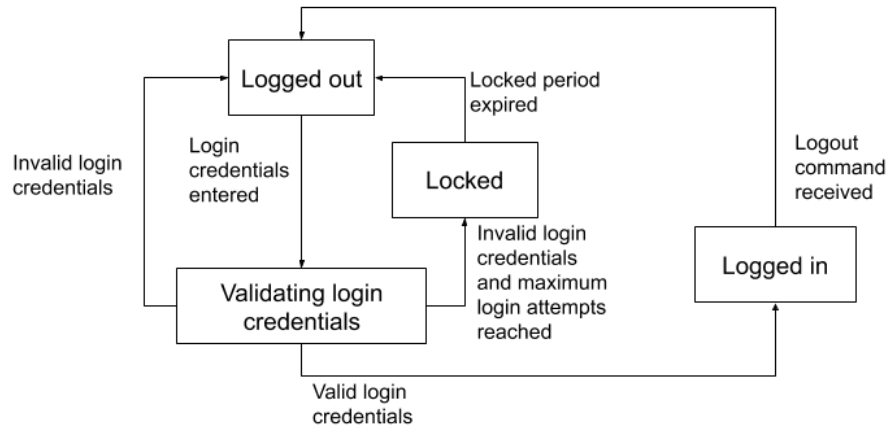 Logged out
Locked period
expired
Invalid login
credentials
Login
credentials
entered
Locked
Logout
command
received
Invalid login
credentials
and maximum
login attempts
reached
Logged in
Validating login
credentials
Valid login
credentials